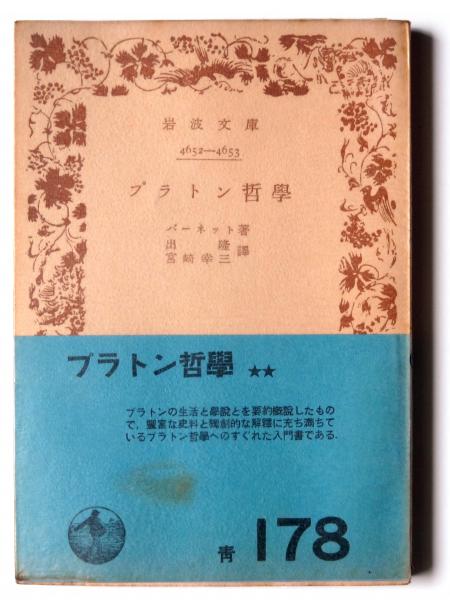 岩波文庫
4652—4653
プラトン哲學
バーネット著
出隆
宮崎幸三譯
プラトン哲學 ★★
プラトンの生活と學說とを要約槪說したもの
で，豐富な史料と獨創的な解釋に充ち滿ちて
いるプラトン哲學へのすぐれた入門書である．
青 178